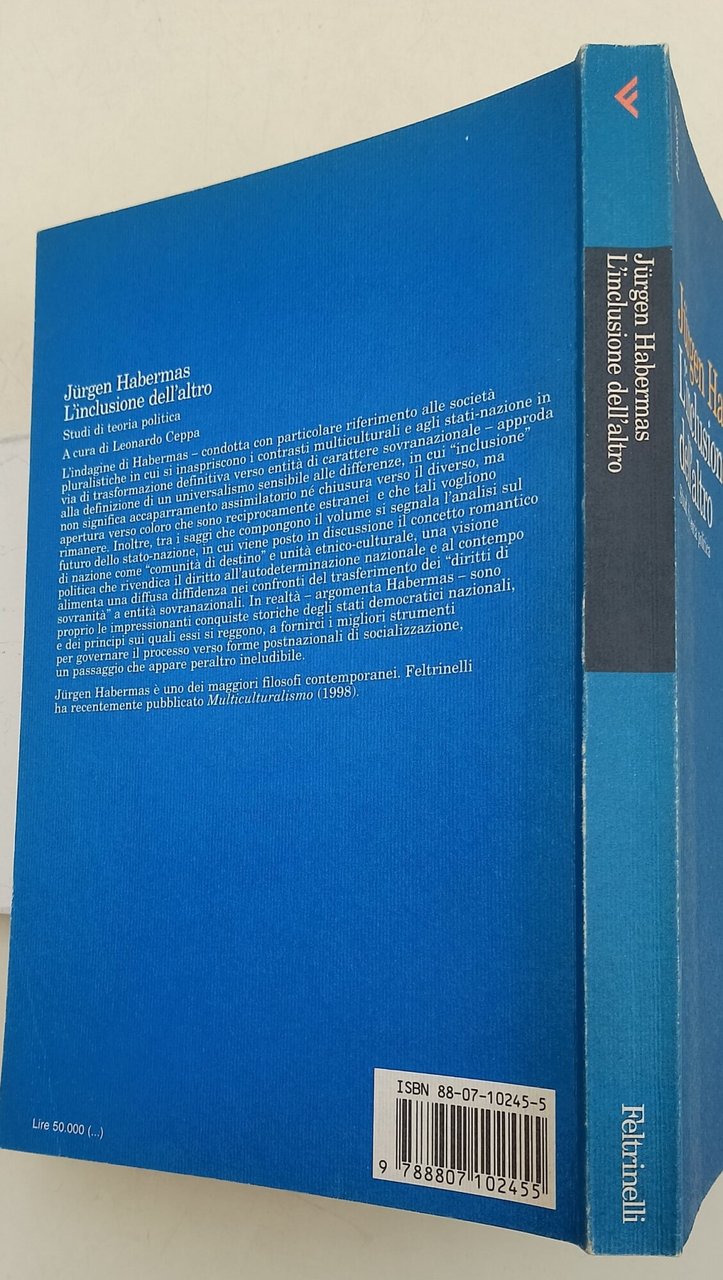 Jürgen Habermas
L'inclusione dell'altro
Studi di teoria politica
A cura di Leonardo Ceppa
L'indagine di Habermas – condotta con particolare riferimento alle società
pluralistiche in cui si inaspriscono i contrasti multiculturali e agli stati-nazione in
via di trasformazione definitiva verso entità di carattere sovranazionale – approda
alla definizione di un universalismo sensibile alle differenze, in cui "inclusione"
non significa accaparramento assimilatorio né chiusura verso il diverso, ma
apertura verso coloro che sono reciprocamente estranei e che tali vogliono
rimanere. Inoltre, tra i saggi che compongono il volume si segnala l'analisi sul
futuro dello stato-nazione, in cui viene posto in discussione il concetto romantico
di nazione come "comunità di destino" e unità etnico-culturale, una visione
politica che rivendica il diritto all'autodeterminazione nazionale e al contempo
alimenta una diffusa diffidenza nei confronti del trasferimento dei "diritti di
sovranità" a entità sovranazionali. In realtà – argomenta Habermas – sono
proprio le impressionanti conquiste storiche degli stati democratici nazionali,
e dei principi sui quali essi si reggono, a fornirci i migliori strumenti
per governare il processo verso forme postnazionali di socializzazione,
un passaggio che appare peraltro ineludibile.
Jürgen Habermas è uno dei maggiori filosofi contemporanei. Feltrinelli
ha recentemente pubblicato Multiculturalismo (1998).
Lire 50.000 (...)
ISBN 88-07-10245-5
9 788807 102455
Jürgen Habermas
L'inclusione dell'altro
Feltrinelli
Jürgen Ha
L'inclusion
dell'altro
politica